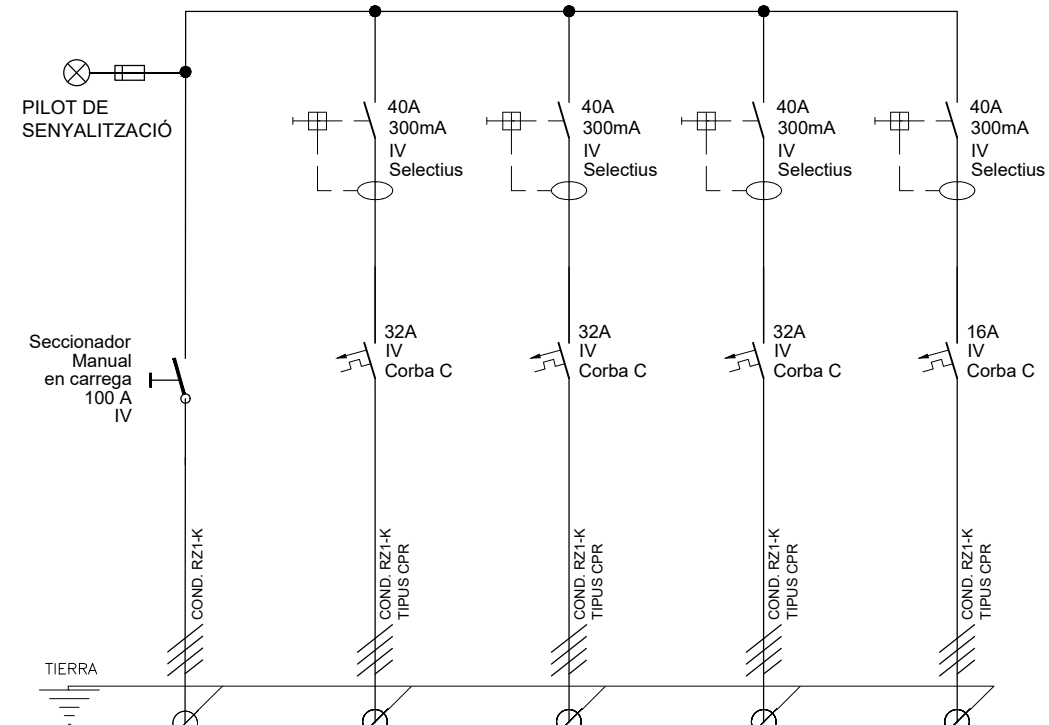 PILOT DE
SENYALITZACIÓ
40A
300mA
IV
Selectius
40A
300mA
IV
Selectius
40A
300mA
IV
Selectius
40A
300mA
IV
Selectius
Seccionador
Manual
en carrega
100 A
IV
32A
IV
Corba C
32A
IV
Corba C
32A
IV
Corba C
16A
IV
Corba C
COND. RZ1-K
COND. RZ1-K
TIPUS CPR
COND. RZ1-K
TIPUS CPR
COND. RZ1-K
TIPUS CPR
COND. RZ1-K
TIPUS CPR
TIERRA